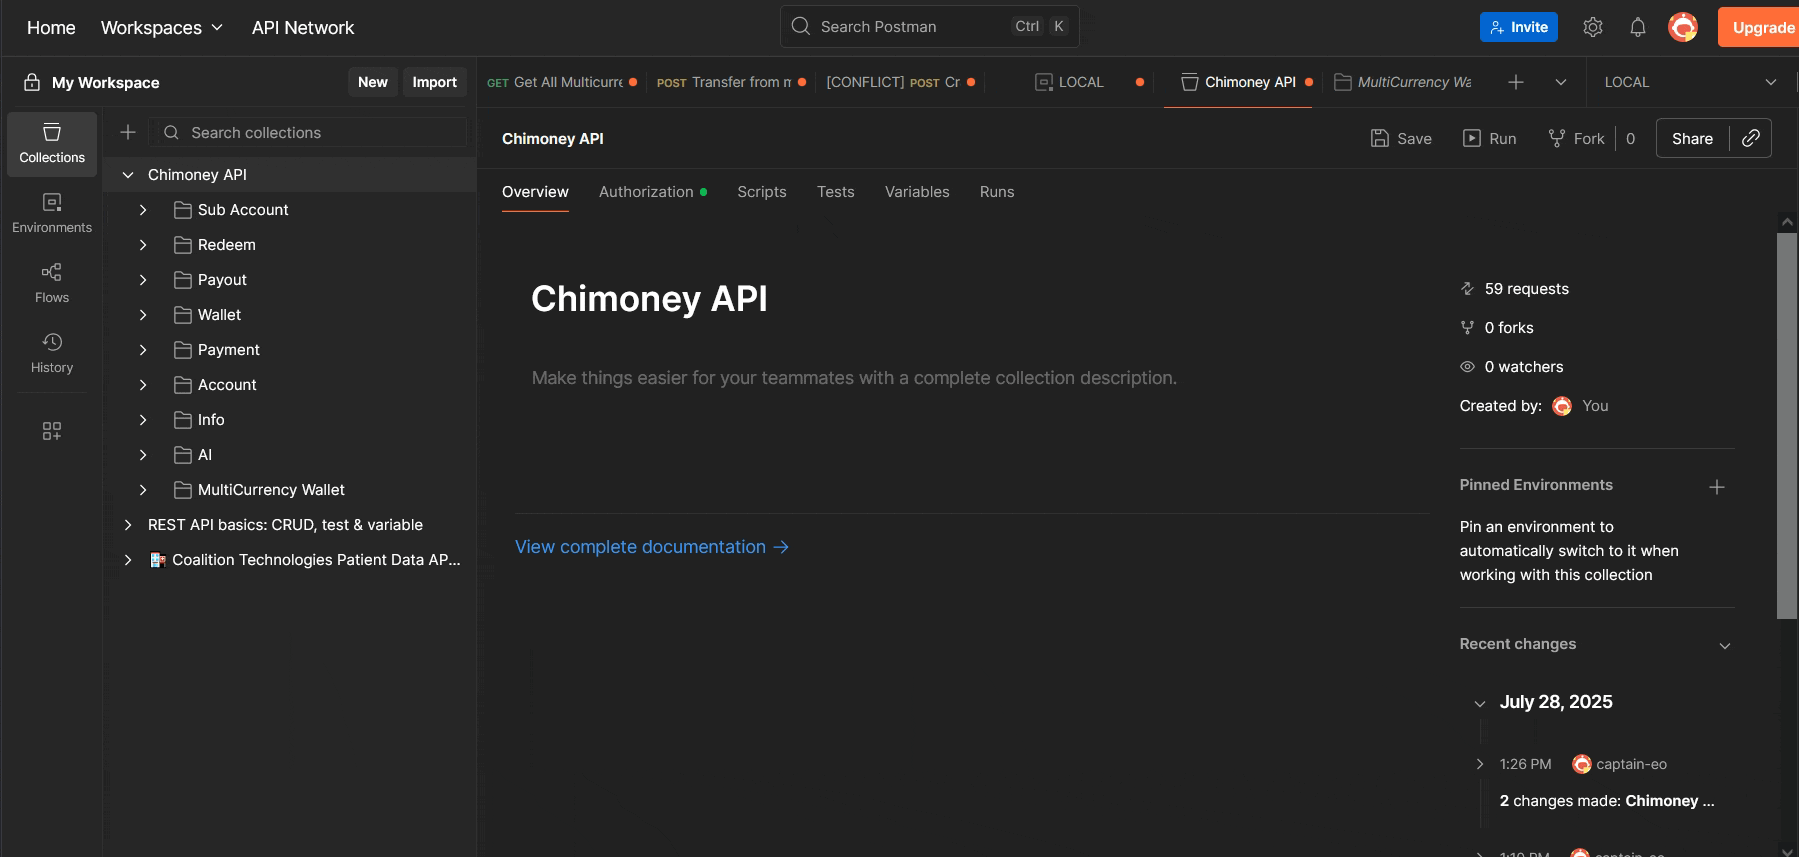 Home Workspaces API Network Search Postman Ctrl K Invite Upgrade
My Workspace New Import GET Get All Multicurre POST Transfer from m [CONFLICT] POST Cr LOCAL Chimoney API MultiCurrency Wa LOCAL
Collections
Environments
Flows
History
Search collections
Chimoney API
Sub Account
Redeem
Payout
Wallet
Payment
Account
Info
AI
MultiCurrency Wallet
REST API basics: CRUD, test & variable
Coalition Technologies Patient Data AP...
Chimoney API Save Run Fork 0 Share
Overview Authorization Scripts Tests Variables Runs
Chimoney API
Make things easier for your teammates with a complete collection description.
View complete documentation →
59 requests
0 forks
0 watchers
Created by: You
Pinned Environments
Pin an environment to
automatically switch to it when
working with this collection
Recent changes
July 28, 2025
1:26 PM captain-eo
2 changes made: Chimoney ...
captain-eo